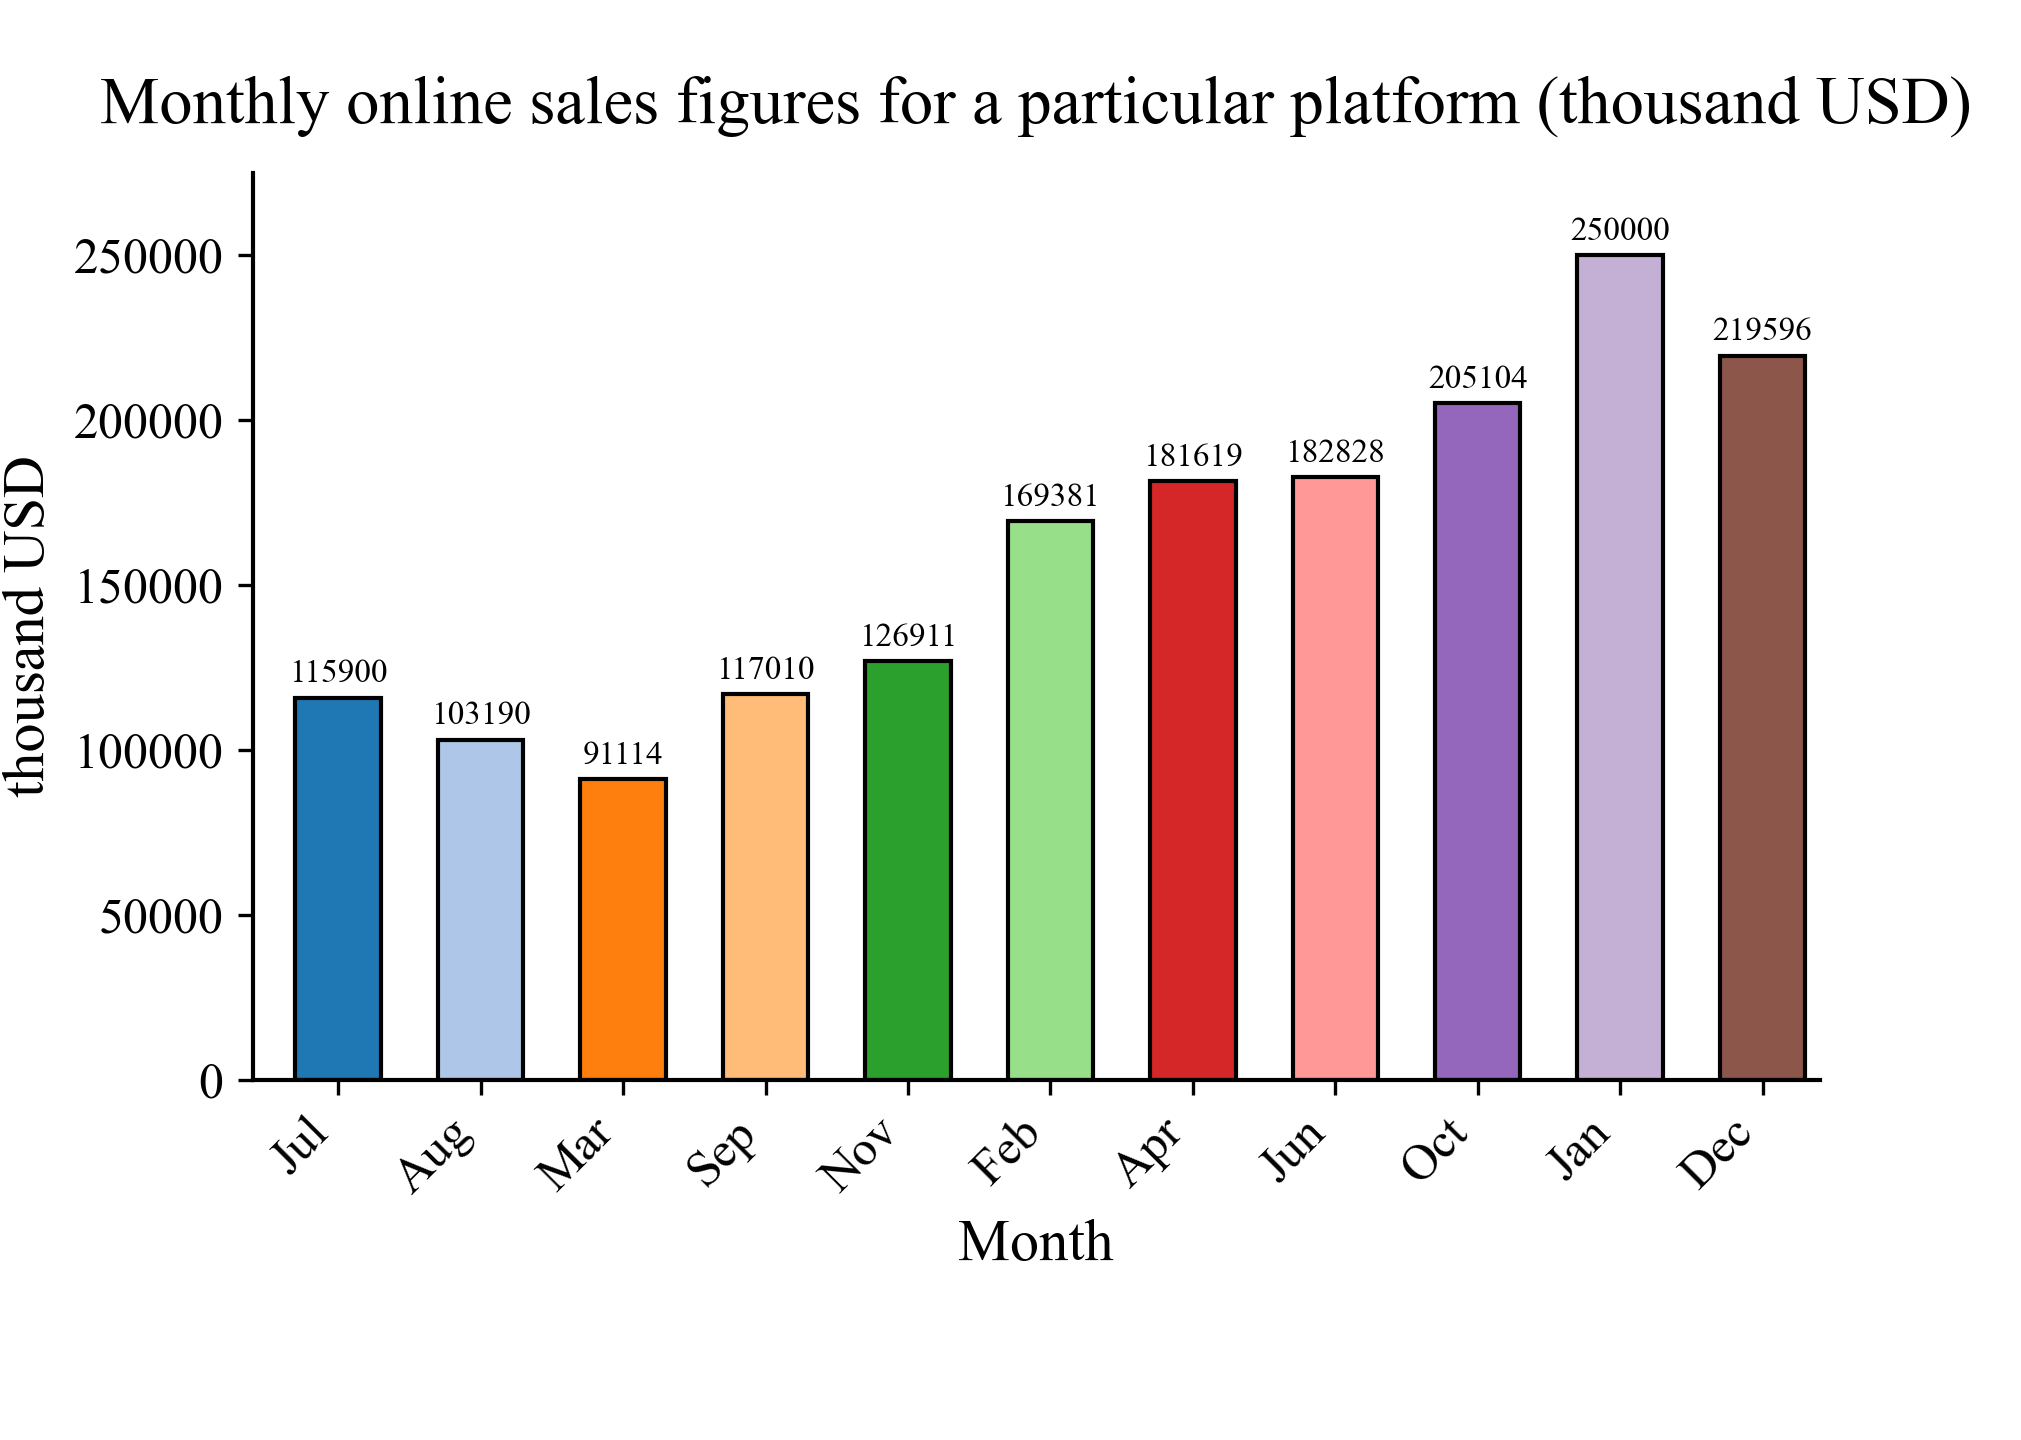 Monthly online sales figures for a particular platform (thousand USD)
thousand USD
250000
200000
150000
100000
50000
0
115900
103190
91114
117010
126911
169381
181619
182828
205104
250000
219596
Jul
Aug
Mar
Sep
Nov
Feb
Apr
Jun
Oct
Jan
Dec
Month